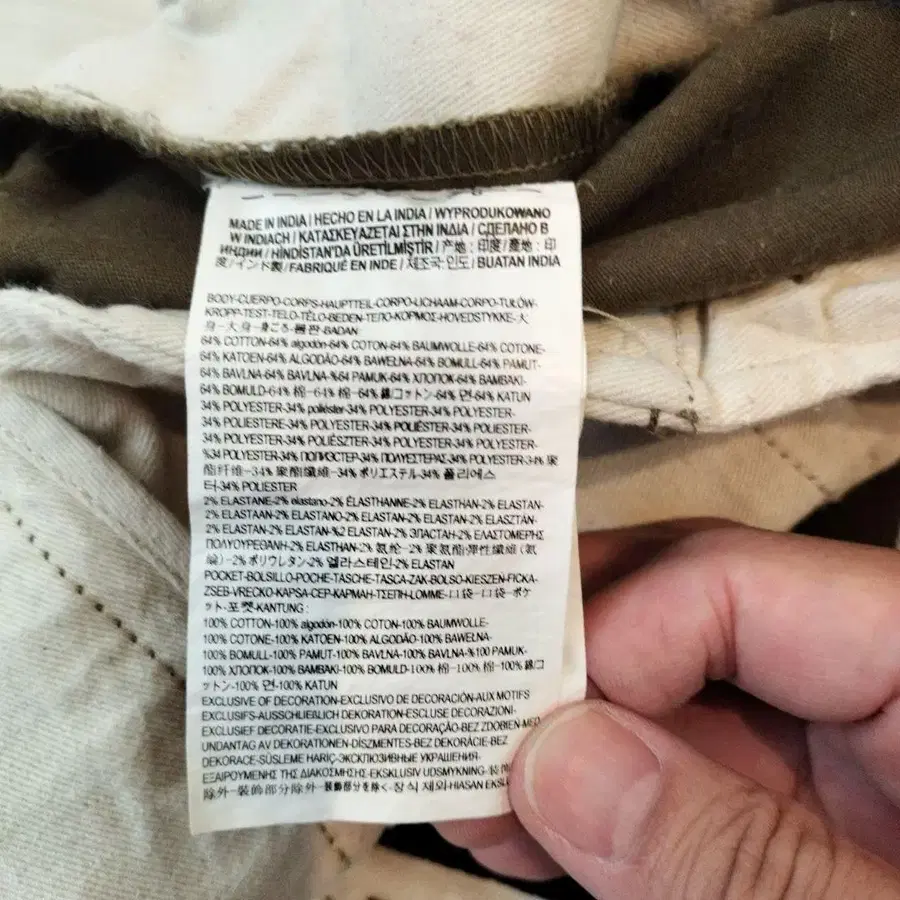 MADE IN INDIA / HECHO EN LA INDIA / WYPRODUKOWANO
W INDIACH / ΚΑΤΑΣΚΕΥΑΖΕΤΑΙ ΣΤΗΝ ΙΝΔΙΑ / СДЕЛАНО В
ИНДИИ / HİNDİSTAN'DA ÜRETİLMİŞTİR / 产地 : 印度 / 產地 : 印
度 / インド製 / FABRIQUÉ EN INDE / 제조국:인도 / BUATAN INDIA
BODY-CUERPO-CORPS-HAUPTTEIL-CORPO-LICHAAM-CORPO-TUŁÓW-
KROPP-TEST-TELO-TĚLO-BEDEN-ТЕЛО-ΚΟΡΜΟΣ-HOVEDSTYKKE-大
身-大身-身ごろ-몸판-BADAN:
64% COTTON-64% algodón-64% COTON-64% BAUMWOLLE-64% COTONE-
64% KATOEN-64% ALGODÃO-64% BAWEŁNA-64% BOMULL-64% PAMUT-
64% BAVLNA-64% BAVLNA-%64 PAMUK-64% ХЛОПОК-64% ΒΑΜΒΑΚΙ-
64% BOMULD-64% 棉-64% 棉-64% 綿/コットン-64% 면-64% KATUN
34% POLYESTER-34% poliéster-34% POLYESTER-34% POLYESTER-
34% POLIESTERE-34% POLYESTER-34% POLIÉSTER-34% POLIESTER-
34% POLYESTER-34% POLIÉSZTER-34% POLYESTER-34% POLYESTER-
%34 POLYESTER-34% ПОЛИЭСТЕР-34% ΠΟΛΥΕΣΤΕΡΑΣ-34% POLYESTER-34% 聚
酯纤维-34% 聚酯纖維-34% ポリエステル-34% 폴리에스
터-34% POLIESTER
2% ELASTANE-2% elastano-2% ÉLASTHANNE-2% ELASTHAN-2% ELASTAN-
2% ELASTAAN-2% ELASTANO-2% ELASTAN-2% ELASTAN-2% ELASZTÁN-
2% ELASTAN-2% ELASTAN-%2 ELASTAN-2% ЭЛАСТАН-2% ΕΛΑΣΤΟΜΕΡΗΣ
ΠΟΛΥΟΥΡΕΘΑΝΗ-2% ELASTHAN-2% 氨纶-2% 聚氨酯彈性纖維 (氨
綸) -2% ポリウレタン-2% 엘라스테인-2% ELASTAN
POCKET-BOLSILLO-POCHE-TASCHE-TASCA-ZAK-BOLSO-KIESZEŃ-FICKA-
ZSEB-VRECKO-KAPSA-CEP-КАРМАН-ΤΣΕΠΗ-LOMME-口袋-口袋-ポケ
ット-포켓-KANTUNG :
100% COTTON-100% algodón-100% COTON-100% BAUMWOLLE-
100% COTONE-100% KATOEN-100% ALGODÃO-100% BAWEŁNA-
100% BOMULL-100% PAMUT-100% BAVLNA-100% BAVLNA-%100 PAMUK-
100% ХЛОПОК-100% ΒΑΜΒΑΚΙ-100% BOMULD-100% 棉-100% 棉-100% 綿/コ
ットン-100% 면-100% KATUN
EXCLUSIVE OF DECORATION-EXCLUSIVO DE DECORACIÓN-AUX MOTIFS
EXCLUSIFS-AUSSCHLIEßLICH DEKORATION-ESCLUSE DECORAZIONI-
EXCLUSIEF DECORATIE-EXCLUSIVO PARA DECORAÇÃO-BEZ ZDOBIEŃ-MED
UNDANTAG AV DEKORATIONEN-DÍSZMENTES-BEZ DEKORÁCIE-BEZ
DEKORACE-SÜSLEME HARİÇ-ЭКСКЛЮЗИВНЫЕ УКРАШЕНИЯ-
ΕΞΑΙΡΟΥΜΕΝΗΣ ΤΗΣ ΔΙΑΚΟΣΜΗΣΗΣ-EKSKLUSIV UDSMYKNING-装饰
除外-裝飾部分除外-装飾部分を除く-장식 제외-HIASAN